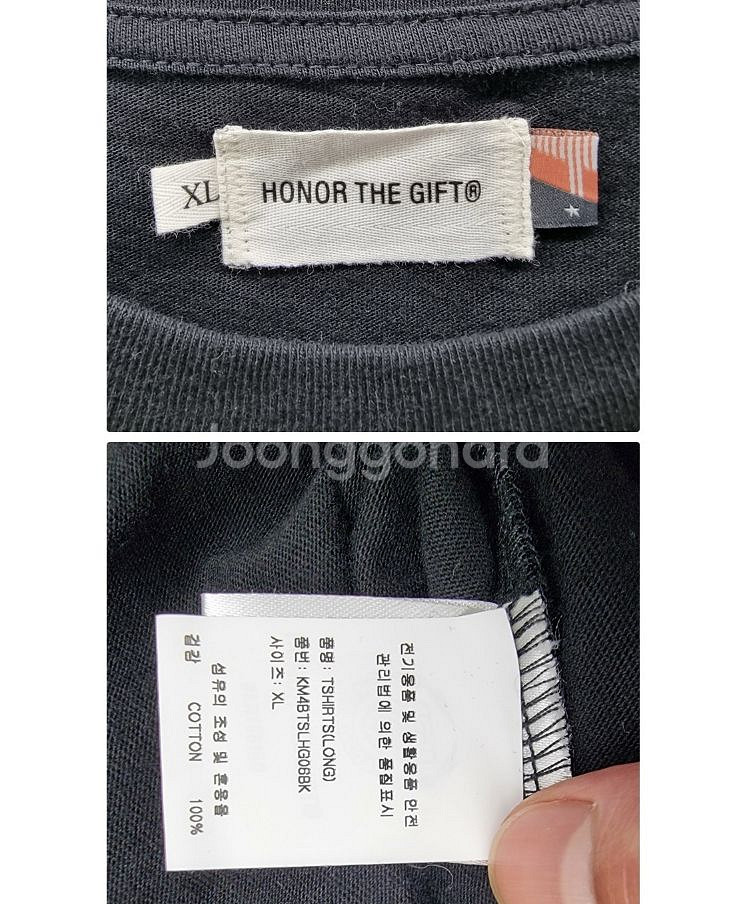 XL
HONOR THE GIFT®
Joonggonara
전기용품 및 생활용품 안전
관리법에 의한 품질표시
품명 : TSHIRTS(LONG)
품번 : KM4BTSLHG06BK
사이즈 : XL
섬유의 조성 및 혼용율
겉감 COTTON 100%